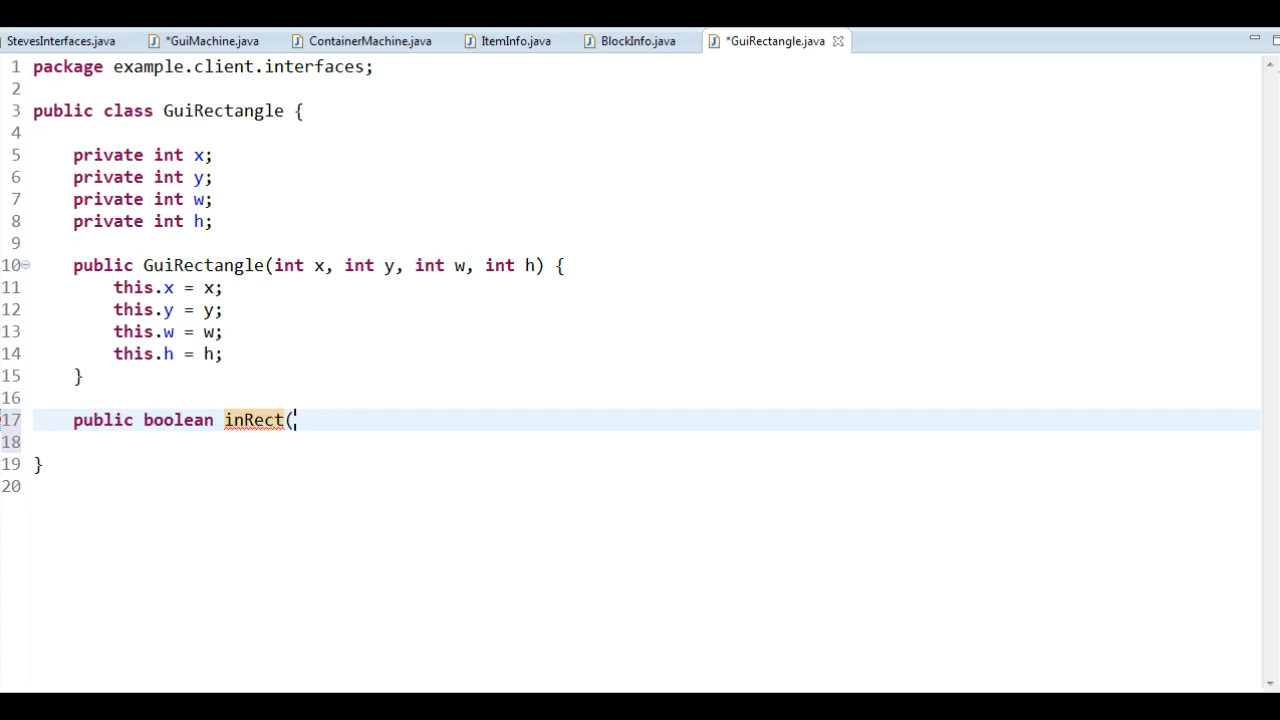 StevesInterfaces.java *GuiMachine.java ContainerMachine.java ItemInfo.java BlockInfo.java *GuiRectangle.java
1 package example.client.interfaces;
2
3 public class GuiRectangle {
4
5 private int x;
6 private int y;
7 private int w;
8 private int h;
9
10 public GuiRectangle(int x, int y, int w, int h) {
11 this.x = x;
12 this.y = y;
13 this.w = w;
14 this.h = h;
15 }
16
17 public boolean inRect(
18
19 }
20